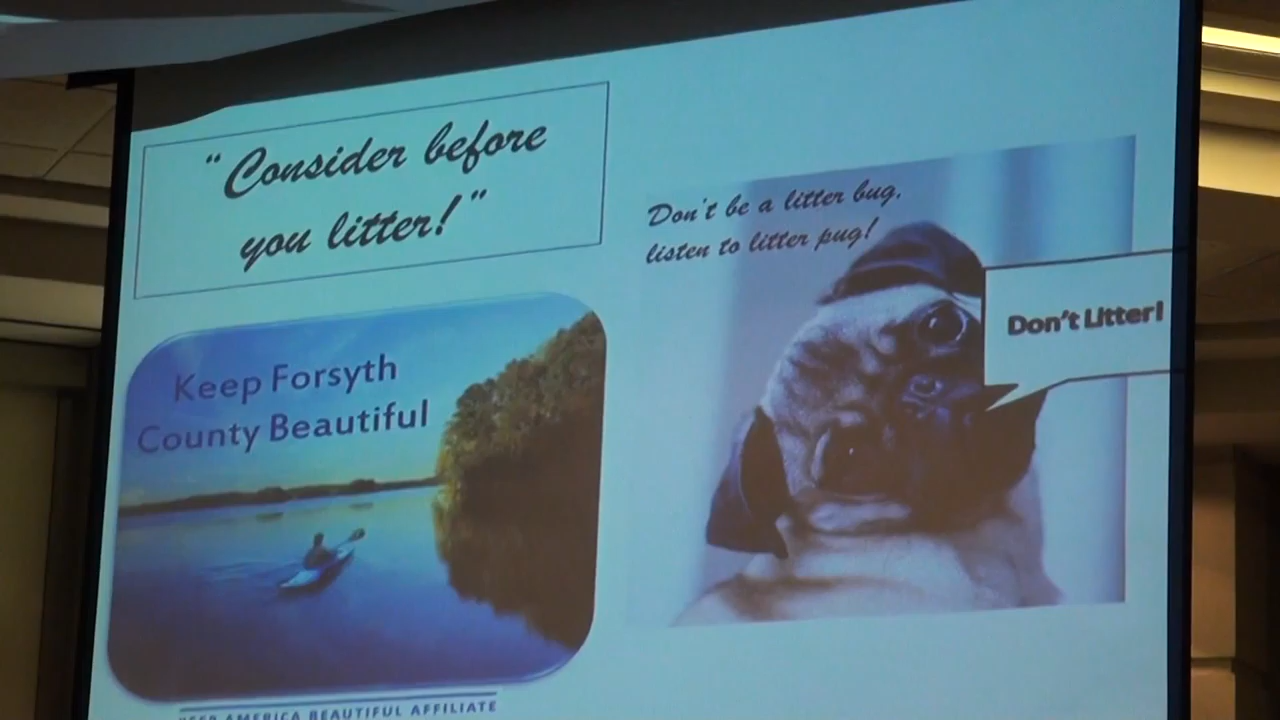 “Consider before
you litter!”
Don't be a litter bug,
listen to litter pug!
Don't Litter!
Keep Forsyth
County Beautiful
AMERICA BEAUTIFUL AFFILIATE